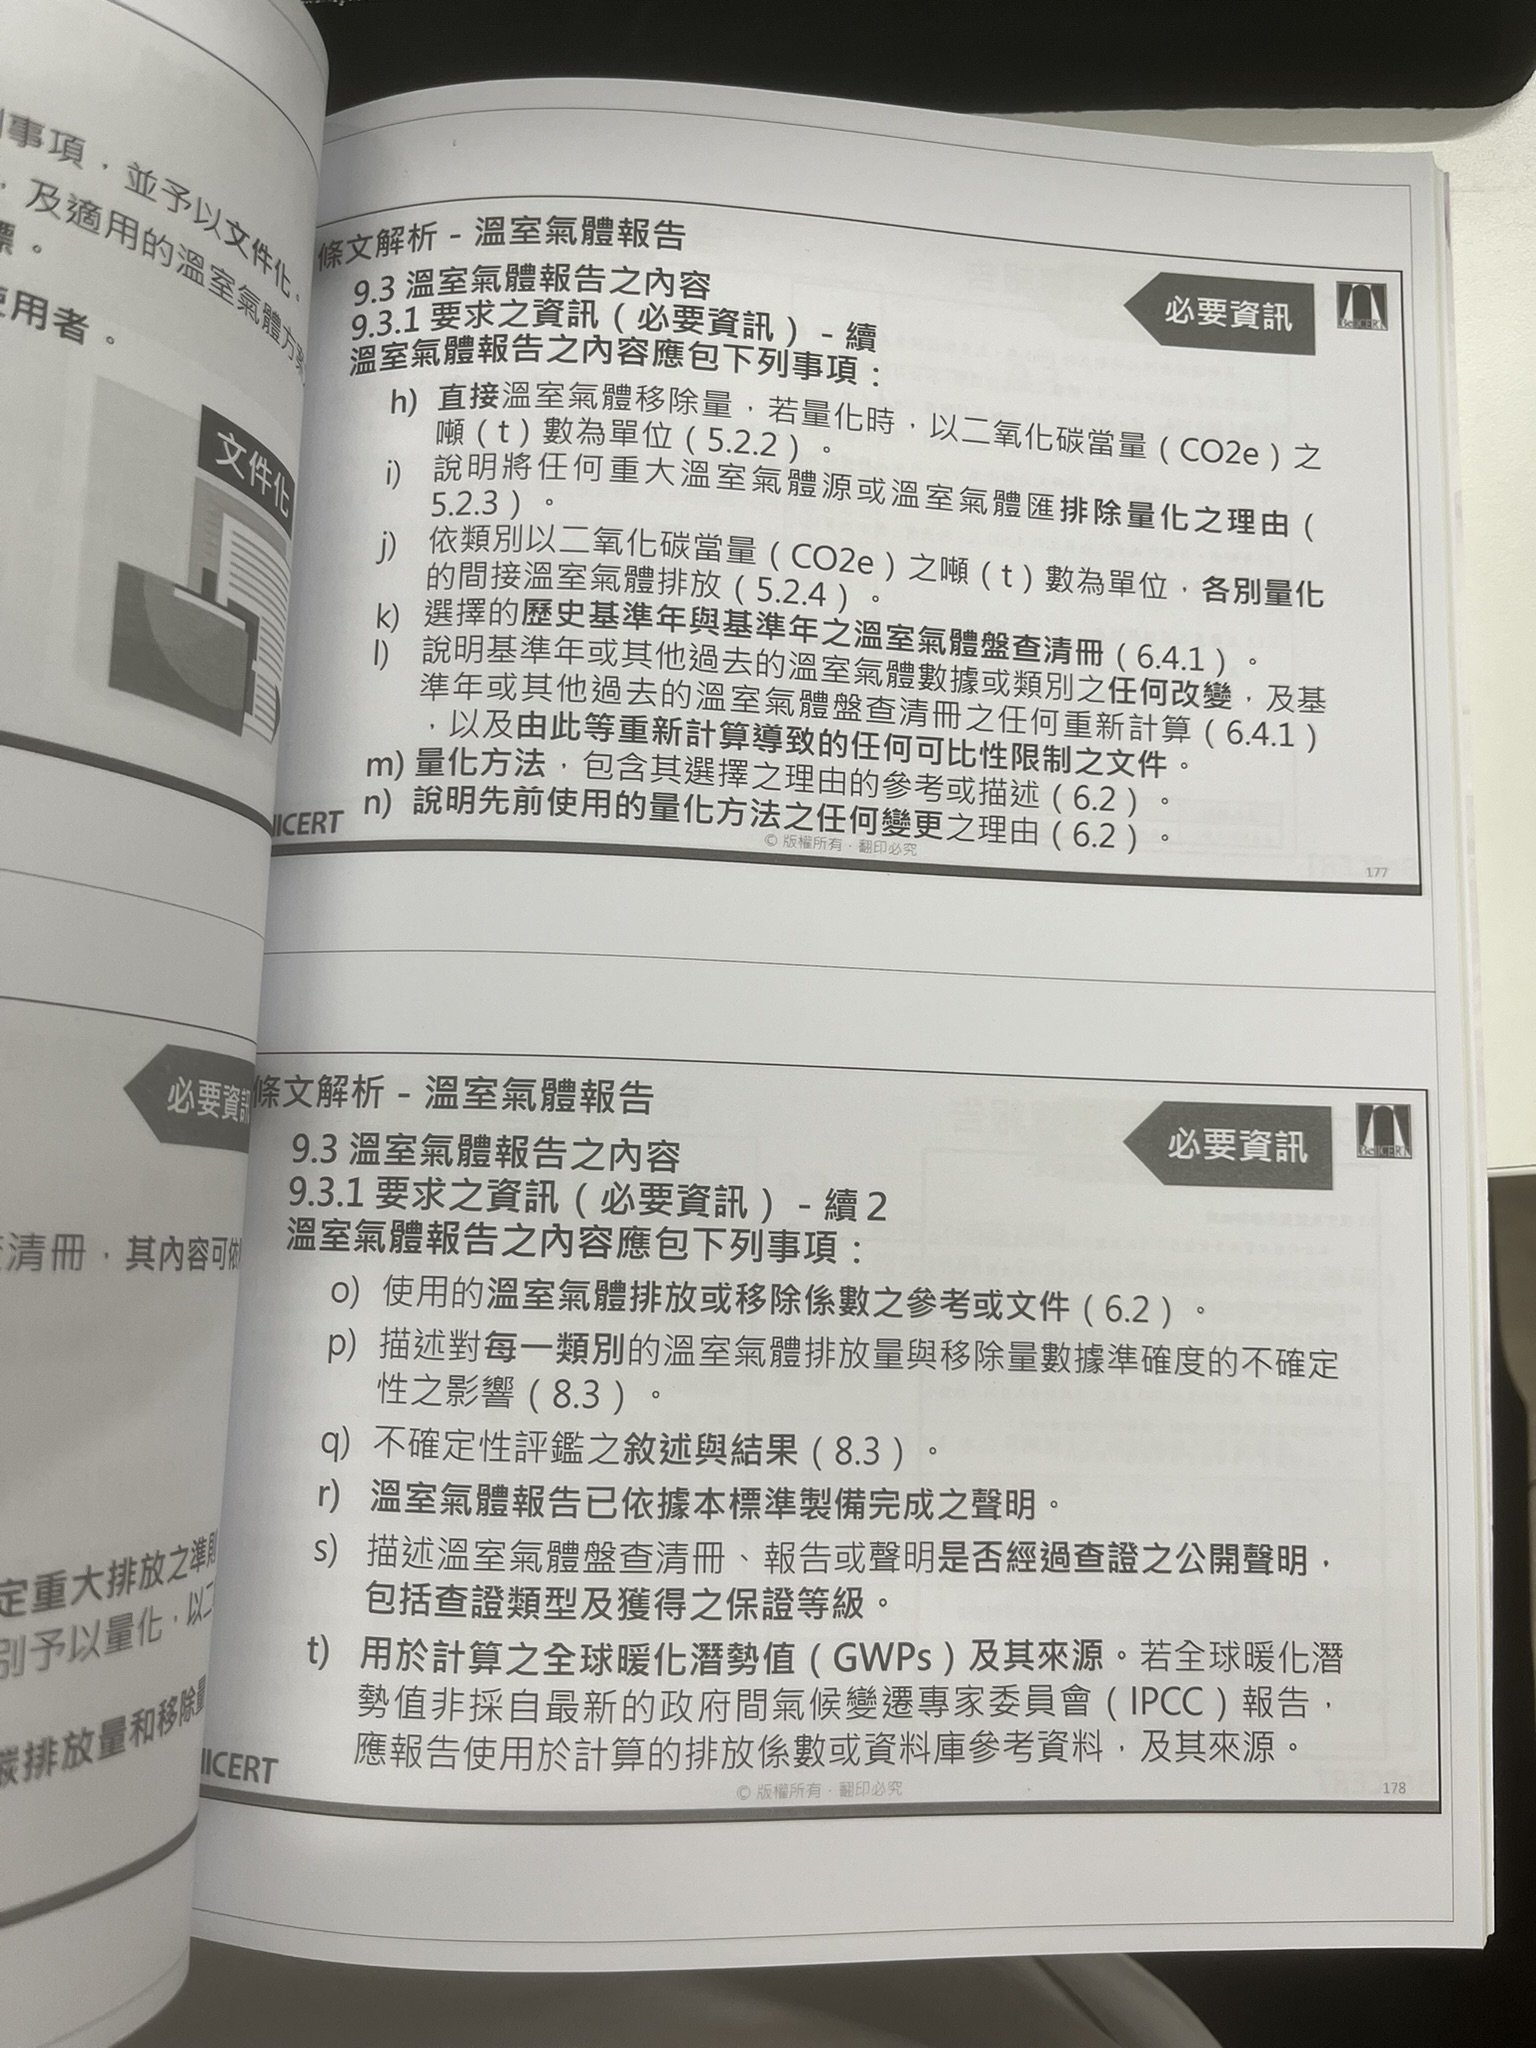 事項，並予以文件化。
，及適用的溫室氣體方案
標。
使用者。
文件化
必要資訊
清冊，其內容可依
定重大排放之準則
別予以量化，以二
碳排放量和移除量
條文解析 - 溫室氣體報告
必要資訊
BelICERT
9.3 溫室氣體報告之內容
9.3.1 要求之資訊（必要資訊）- 續
溫室氣體報告之內容應包下列事項：
h) 直接溫室氣體移除量，若量化時，以二氧化碳當量（CO2e）之
噸（t）數為單位（5.2.2）。
i) 說明將任何重大溫室氣體源或溫室氣體匯排除量化之理由（
5.2.3）。
j) 依類別以二氧化碳當量（CO2e）之噸（t）數為單位，各別量化
的間接溫室氣體排放（5.2.4）。
k) 選擇的歷史基準年與基準年之溫室氣體盤查清冊（6.4.1）。
l) 說明基準年或其他過去的溫室氣體數據或類別之任何改變，及基
準年或其他過去的溫室氣體盤查清冊之任何重新計算（6.4.1）
，以及由此等重新計算導致的任何可比性限制之文件。
m) 量化方法，包含其選擇之理由的參考或描述（6.2）。
n) 說明先前使用的量化方法之任何變更之理由（6.2）。
ICERT
© 版權所有，翻印必究
177
條文解析 - 溫室氣體報告
必要資訊
BelICERT
9.3 溫室氣體報告之內容
9.3.1 要求之資訊（必要資訊）- 續2
溫室氣體報告之內容應包下列事項：
o) 使用的溫室氣體排放或移除係數之參考或文件（6.2）。
p) 描述對每一類別的溫室氣體排放量與移除量數據準確度的不確定
性之影響（8.3）。
q) 不確定性評鑑之敘述與結果（8.3）。
r) 溫室氣體報告已依據本標準製備完成之聲明。
s) 描述溫室氣體盤查清冊、報告或聲明是否經過查證之公開聲明，
包括查證類型及獲得之保證等級。
t) 用於計算之全球暖化潛勢值（GWPs）及其來源。若全球暖化潛
勢值非採自最新的政府間氣候變遷專家委員會（IPCC）報告，
應報告使用於計算的排放係數或資料庫參考資料，及其來源。
ICERT
© 版權所有，翻印必究
178